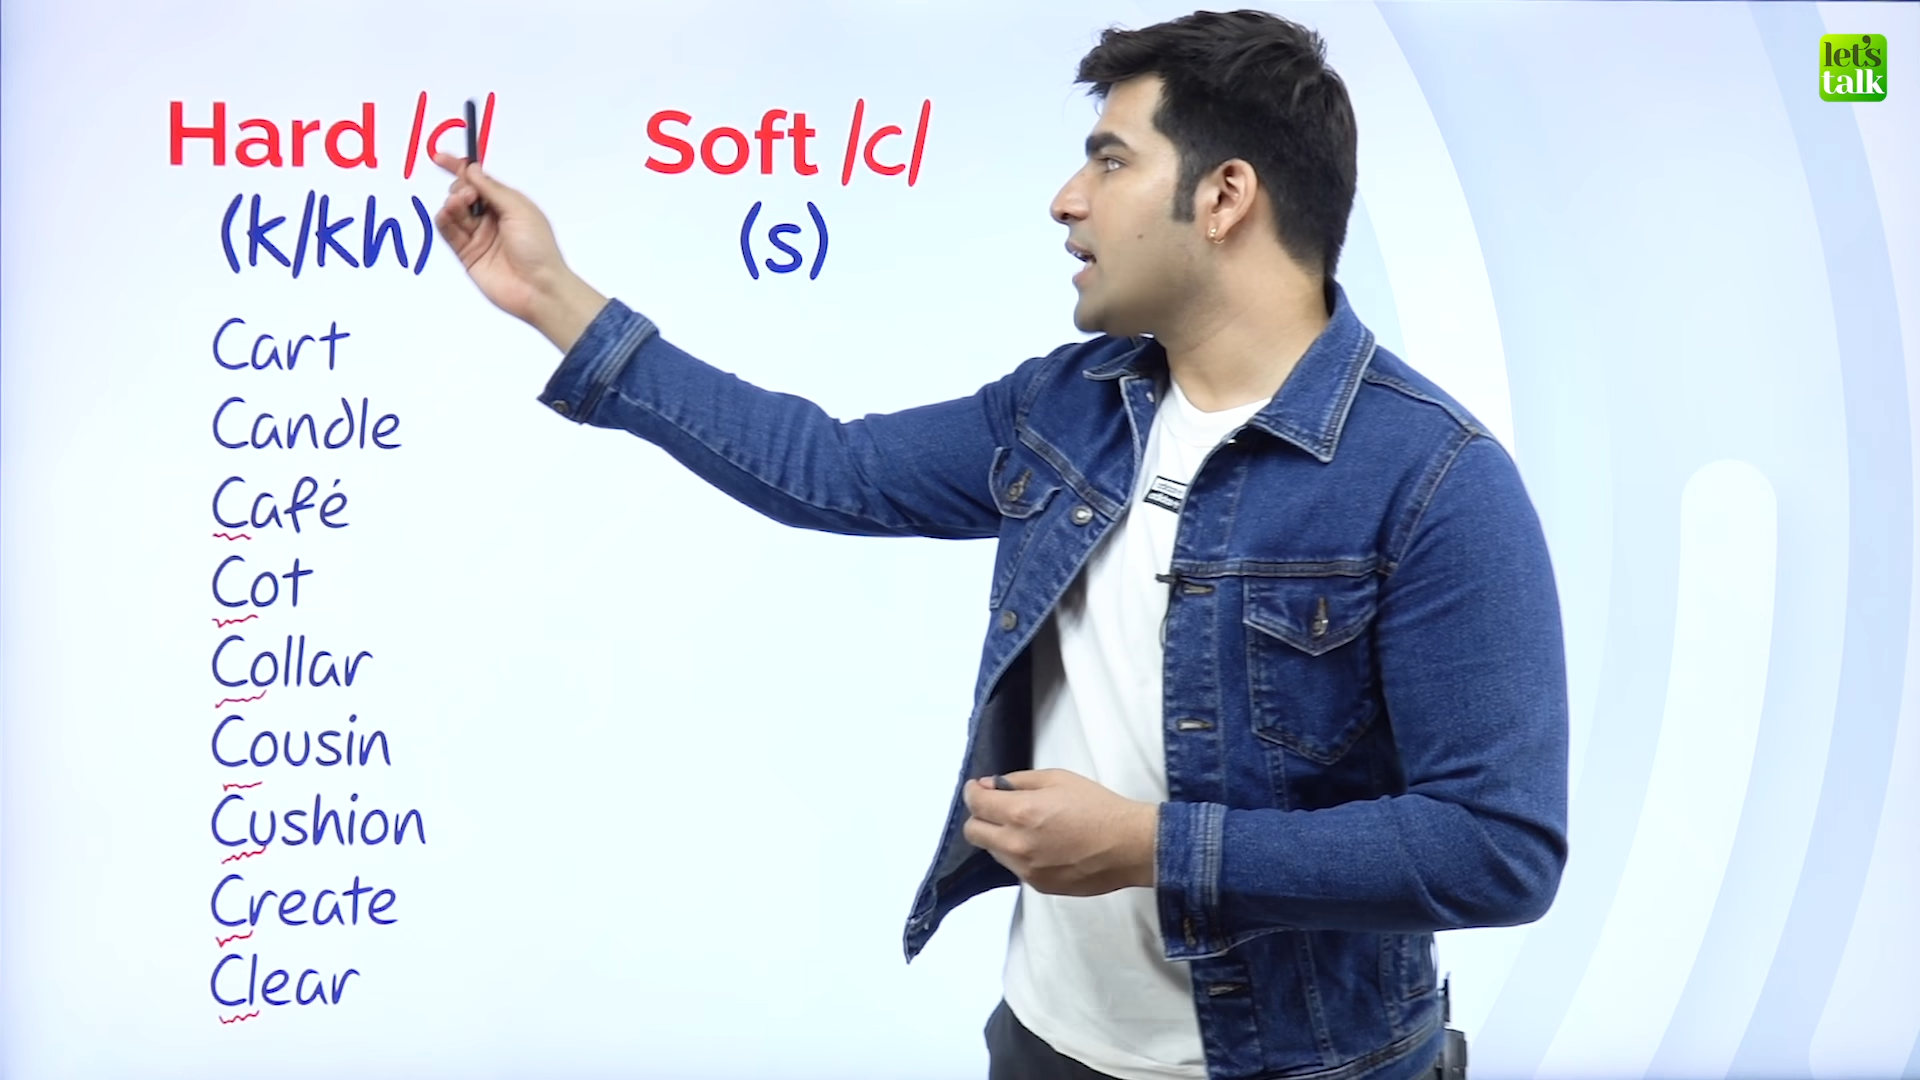 Hard /c/
(k/kh)
Cart
Candle
Café
Cot
Collar
Cousin
Cushion
Create
Clear
Soft /c/
(s)
let's
talk